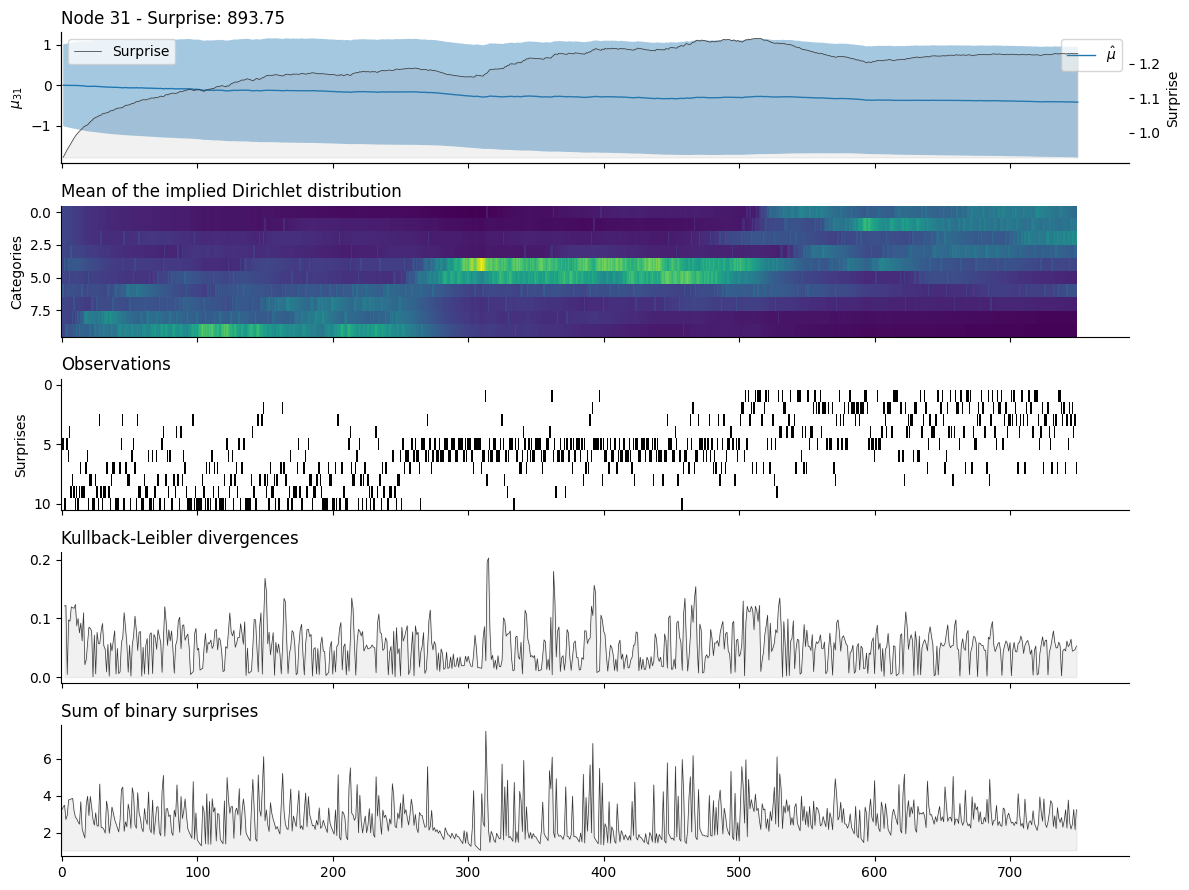 Node 31 - Surprise: 893.75
Surprise
μ̂
μ31
1
0
−1
1.2
1.1
1.0
Surprise
Mean of the implied Dirichlet distribution
Categories
0.0
2.5
5.0
7.5
Observations
Surprises
0
5
10
Kullback-Leibler divergences
0.2
0.1
0.0
Sum of binary surprises
6
4
2
0 100 200 300 400 500 600 700